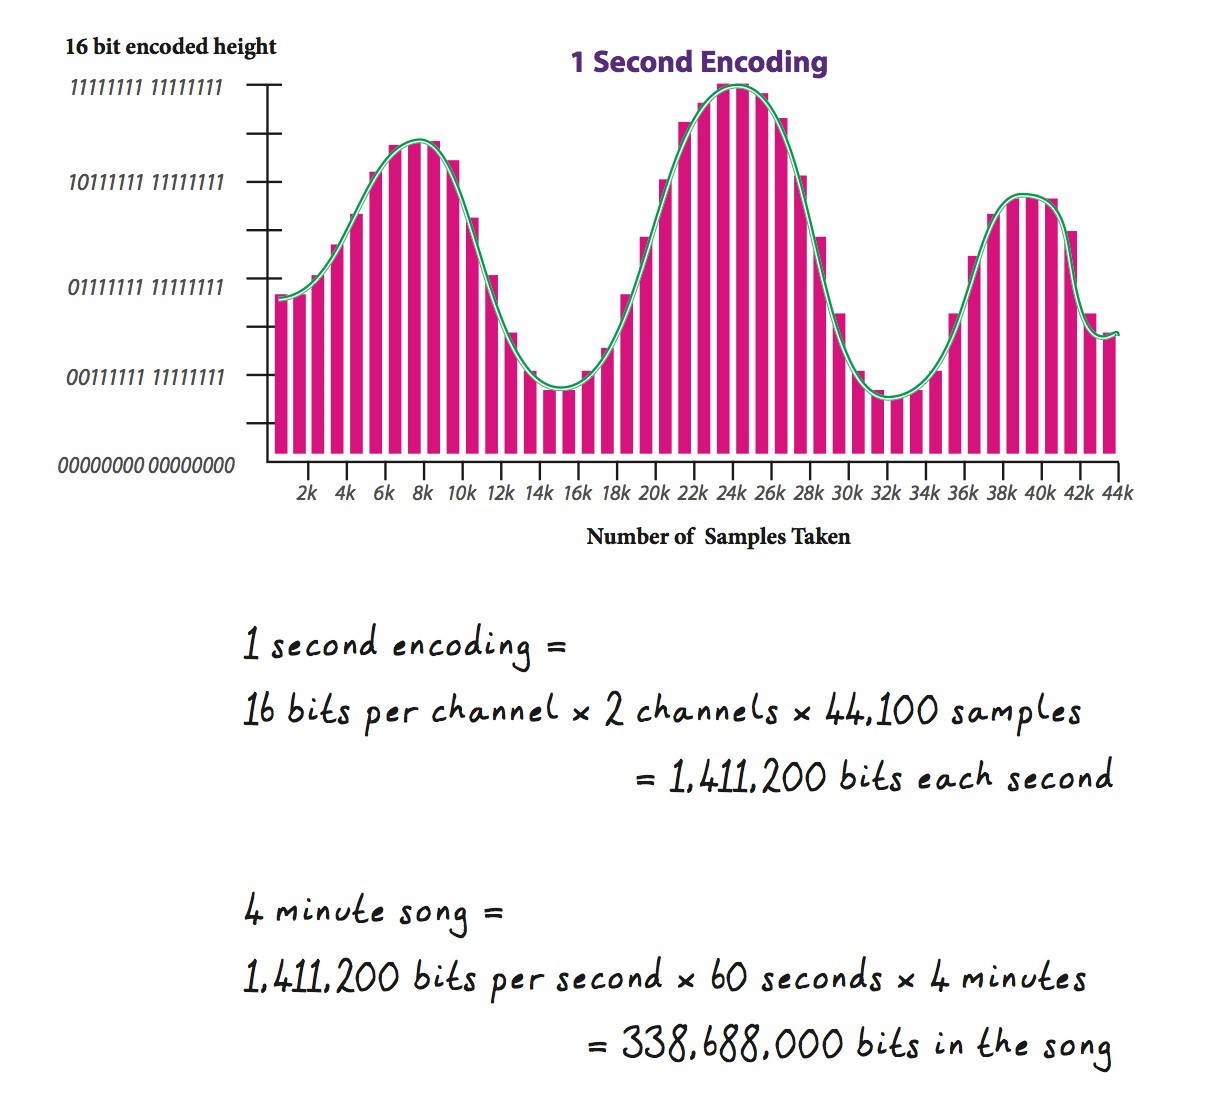 16 bit encoded height
1 Second Encoding
11111111 11111111
10111111 11111111
01111111 11111111
00111111 11111111
00000000 00000000
2k 4k 6k 8k 10k 12k 14k 16k 18k 20k 22k 24k 26k 28k 30k 32k 34k 36k 38k 40k 42k 44k
Number of Samples Taken
1 second encoding =
16 bits per channel x 2 channels x 44,100 samples
= 1,411,200 bits each second
4 minute song =
1,411,200 bits per second x 60 seconds x 4 minutes
= 338,688,000 bits in the song